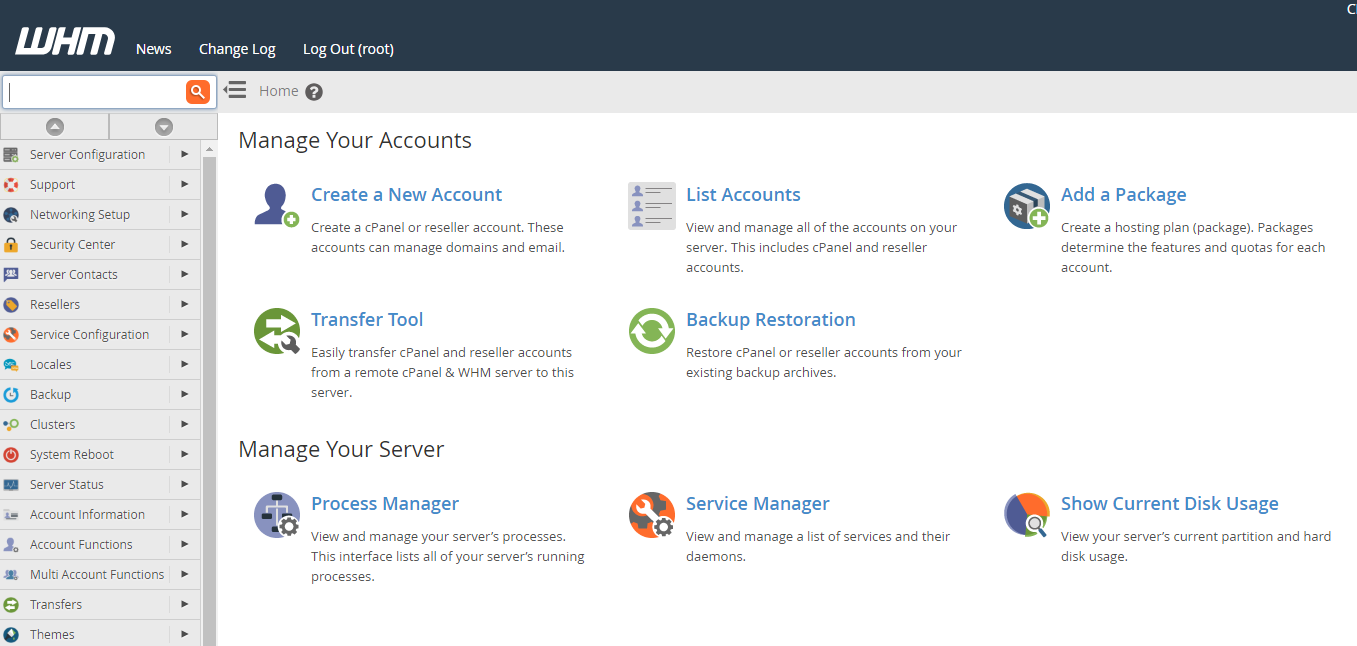 C
WHM
News
Change Log
Log Out (root)
Home
Server Configuration
Support
Networking Setup
Security Center
Server Contacts
Resellers
Service Configuration
Locales
Backup
Clusters
System Reboot
Server Status
Account Information
Account Functions
Multi Account Functions
Transfers
Themes
Manage Your Accounts
Create a New Account
Create a cPanel or reseller account. These
accounts can manage domains and email.
List Accounts
View and manage all of the accounts on your
server. This includes cPanel and reseller
accounts.
Add a Package
Create a hosting plan (package). Packages
determine the features and quotas for each
account.
Transfer Tool
Easily transfer cPanel and reseller accounts
from a remote cPanel & WHM server to this
server.
Backup Restoration
Restore cPanel or reseller accounts from your
existing backup archives.
Manage Your Server
Process Manager
View and manage your server’s processes.
This interface lists all of your server’s running
processes.
Service Manager
View and manage a list of services and their
daemons.
Show Current Disk Usage
View your server’s current partition and hard
disk usage.